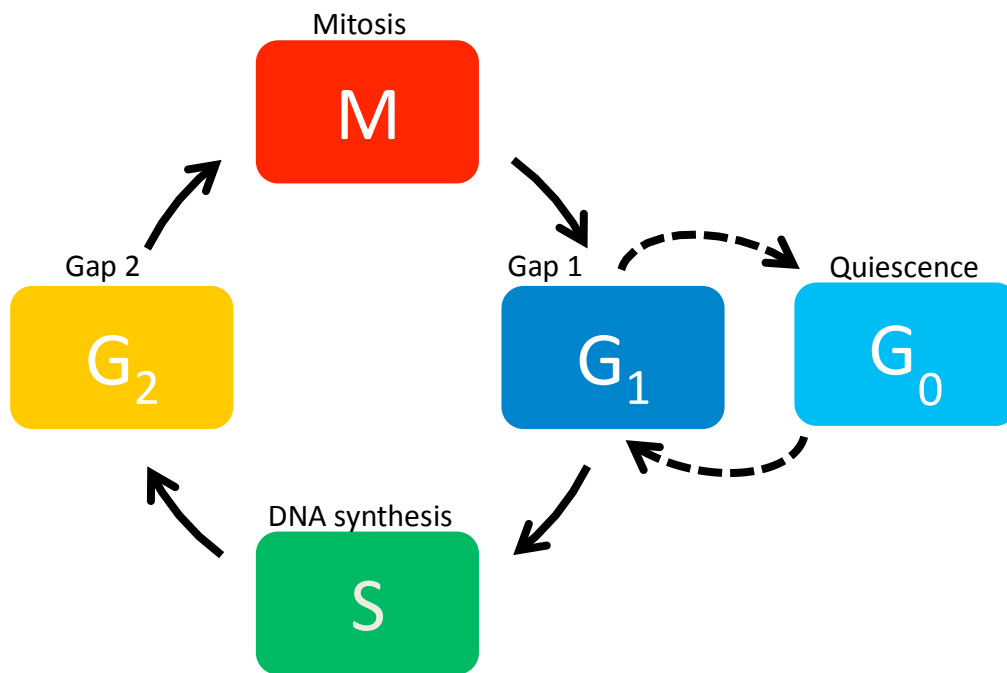 Mitosis
M
Gap 2
G₂
Gap 1
G₁
Quiescence
G₀
DNA synthesis
S